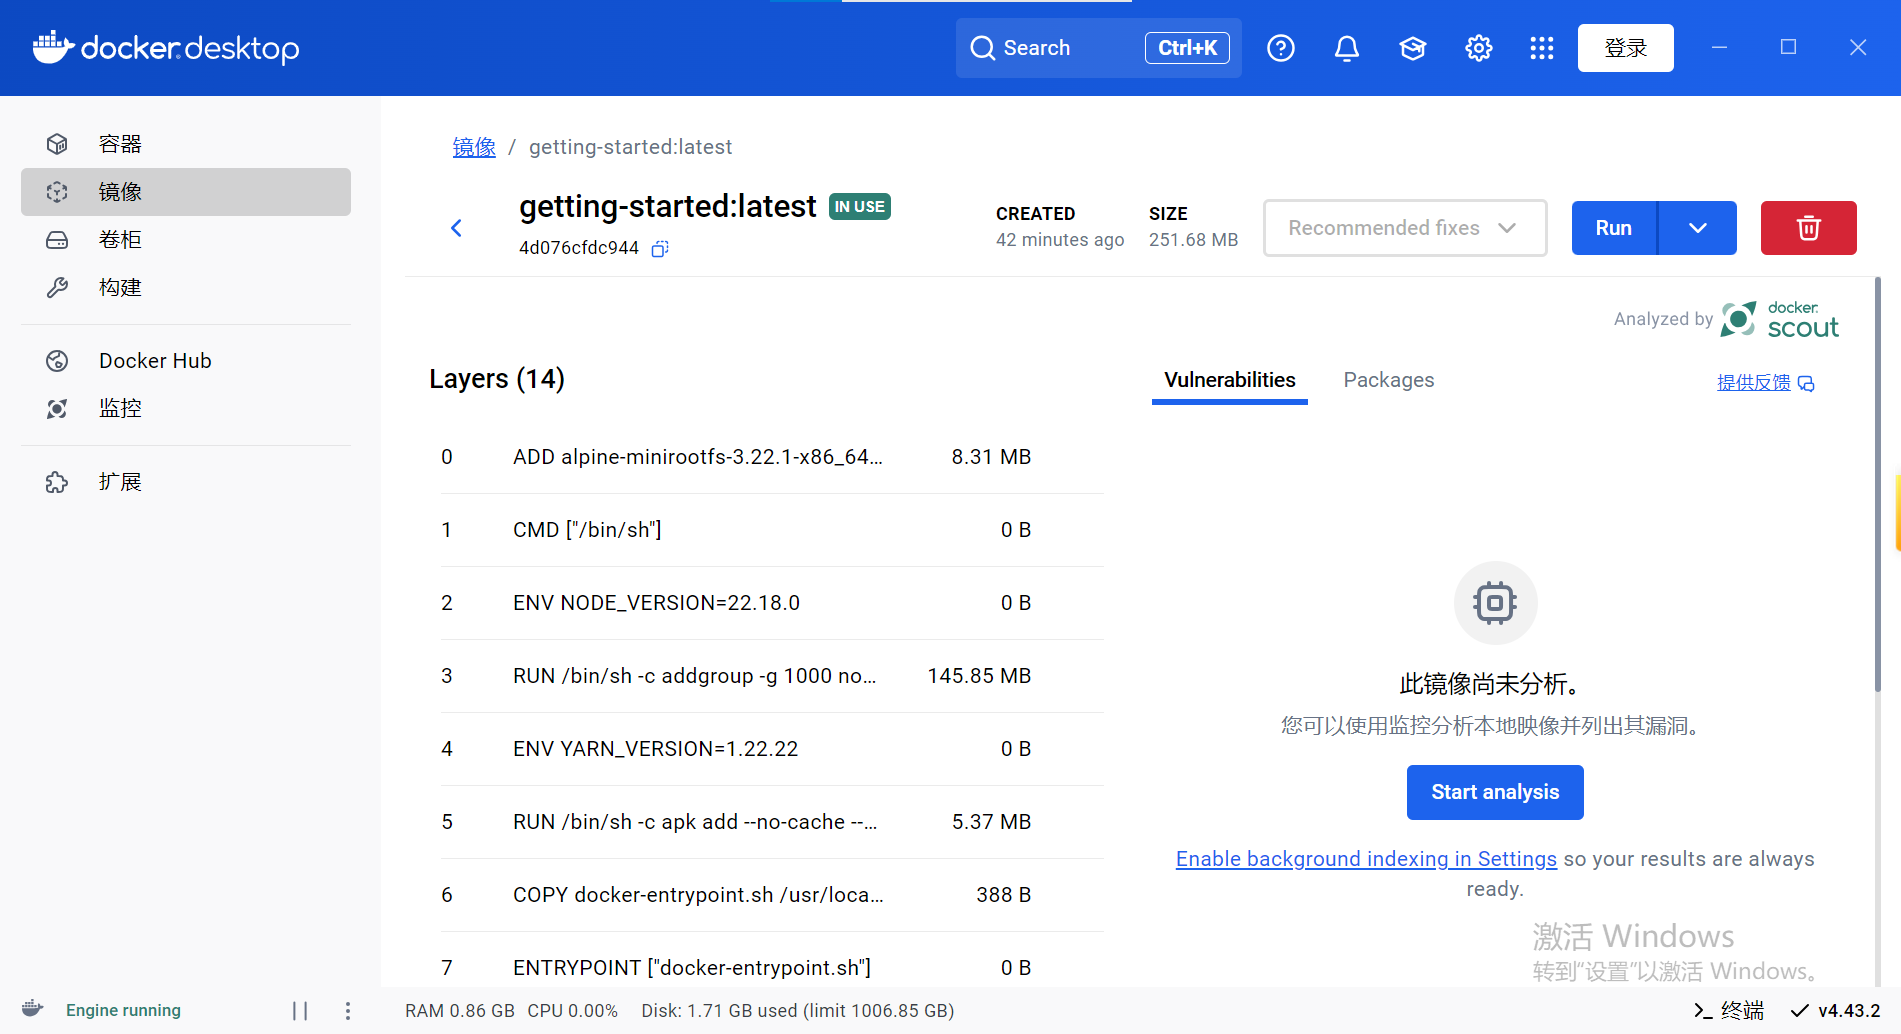 docker.desktop
Search
Ctrl+K
登录
容器
镜像
卷柜
构建
Docker Hub
监控
扩展
镜像 / getting-started:latest
getting-started:latest
IN USE
4d076cfdc944
CREATED
42 minutes ago
SIZE
251.68 MB
Recommended fixes
Run
Analyzed by
docker
scout
Layers (14)
0 ADD alpine-minirootfs-3.22.1-x86_64... 8.31 MB
1 CMD ["/bin/sh"] 0 B
2 ENV NODE_VERSION=22.18.0 0 B
3 RUN /bin/sh -c addgroup -g 1000 no... 145.85 MB
4 ENV YARN_VERSION=1.22.22 0 B
5 RUN /bin/sh -c apk add --no-cache --... 5.37 MB
6 COPY docker-entrypoint.sh /usr/loca... 388 B
7 ENTRYPOINT ["docker-entrypoint.sh"] 0 B
Vulnerabilities
Packages
提供反馈
此镜像尚未分析。
您可以使用监控分析本地映像并列出其漏洞。
Start analysis
Enable background indexing in Settings so your results are always
ready.
激活 Windows
转到“设置”以激活 Windows。
Engine running
RAM 0.86 GB CPU 0.00% Disk: 1.71 GB used (limit 1006.85 GB)
终端
v4.43.2